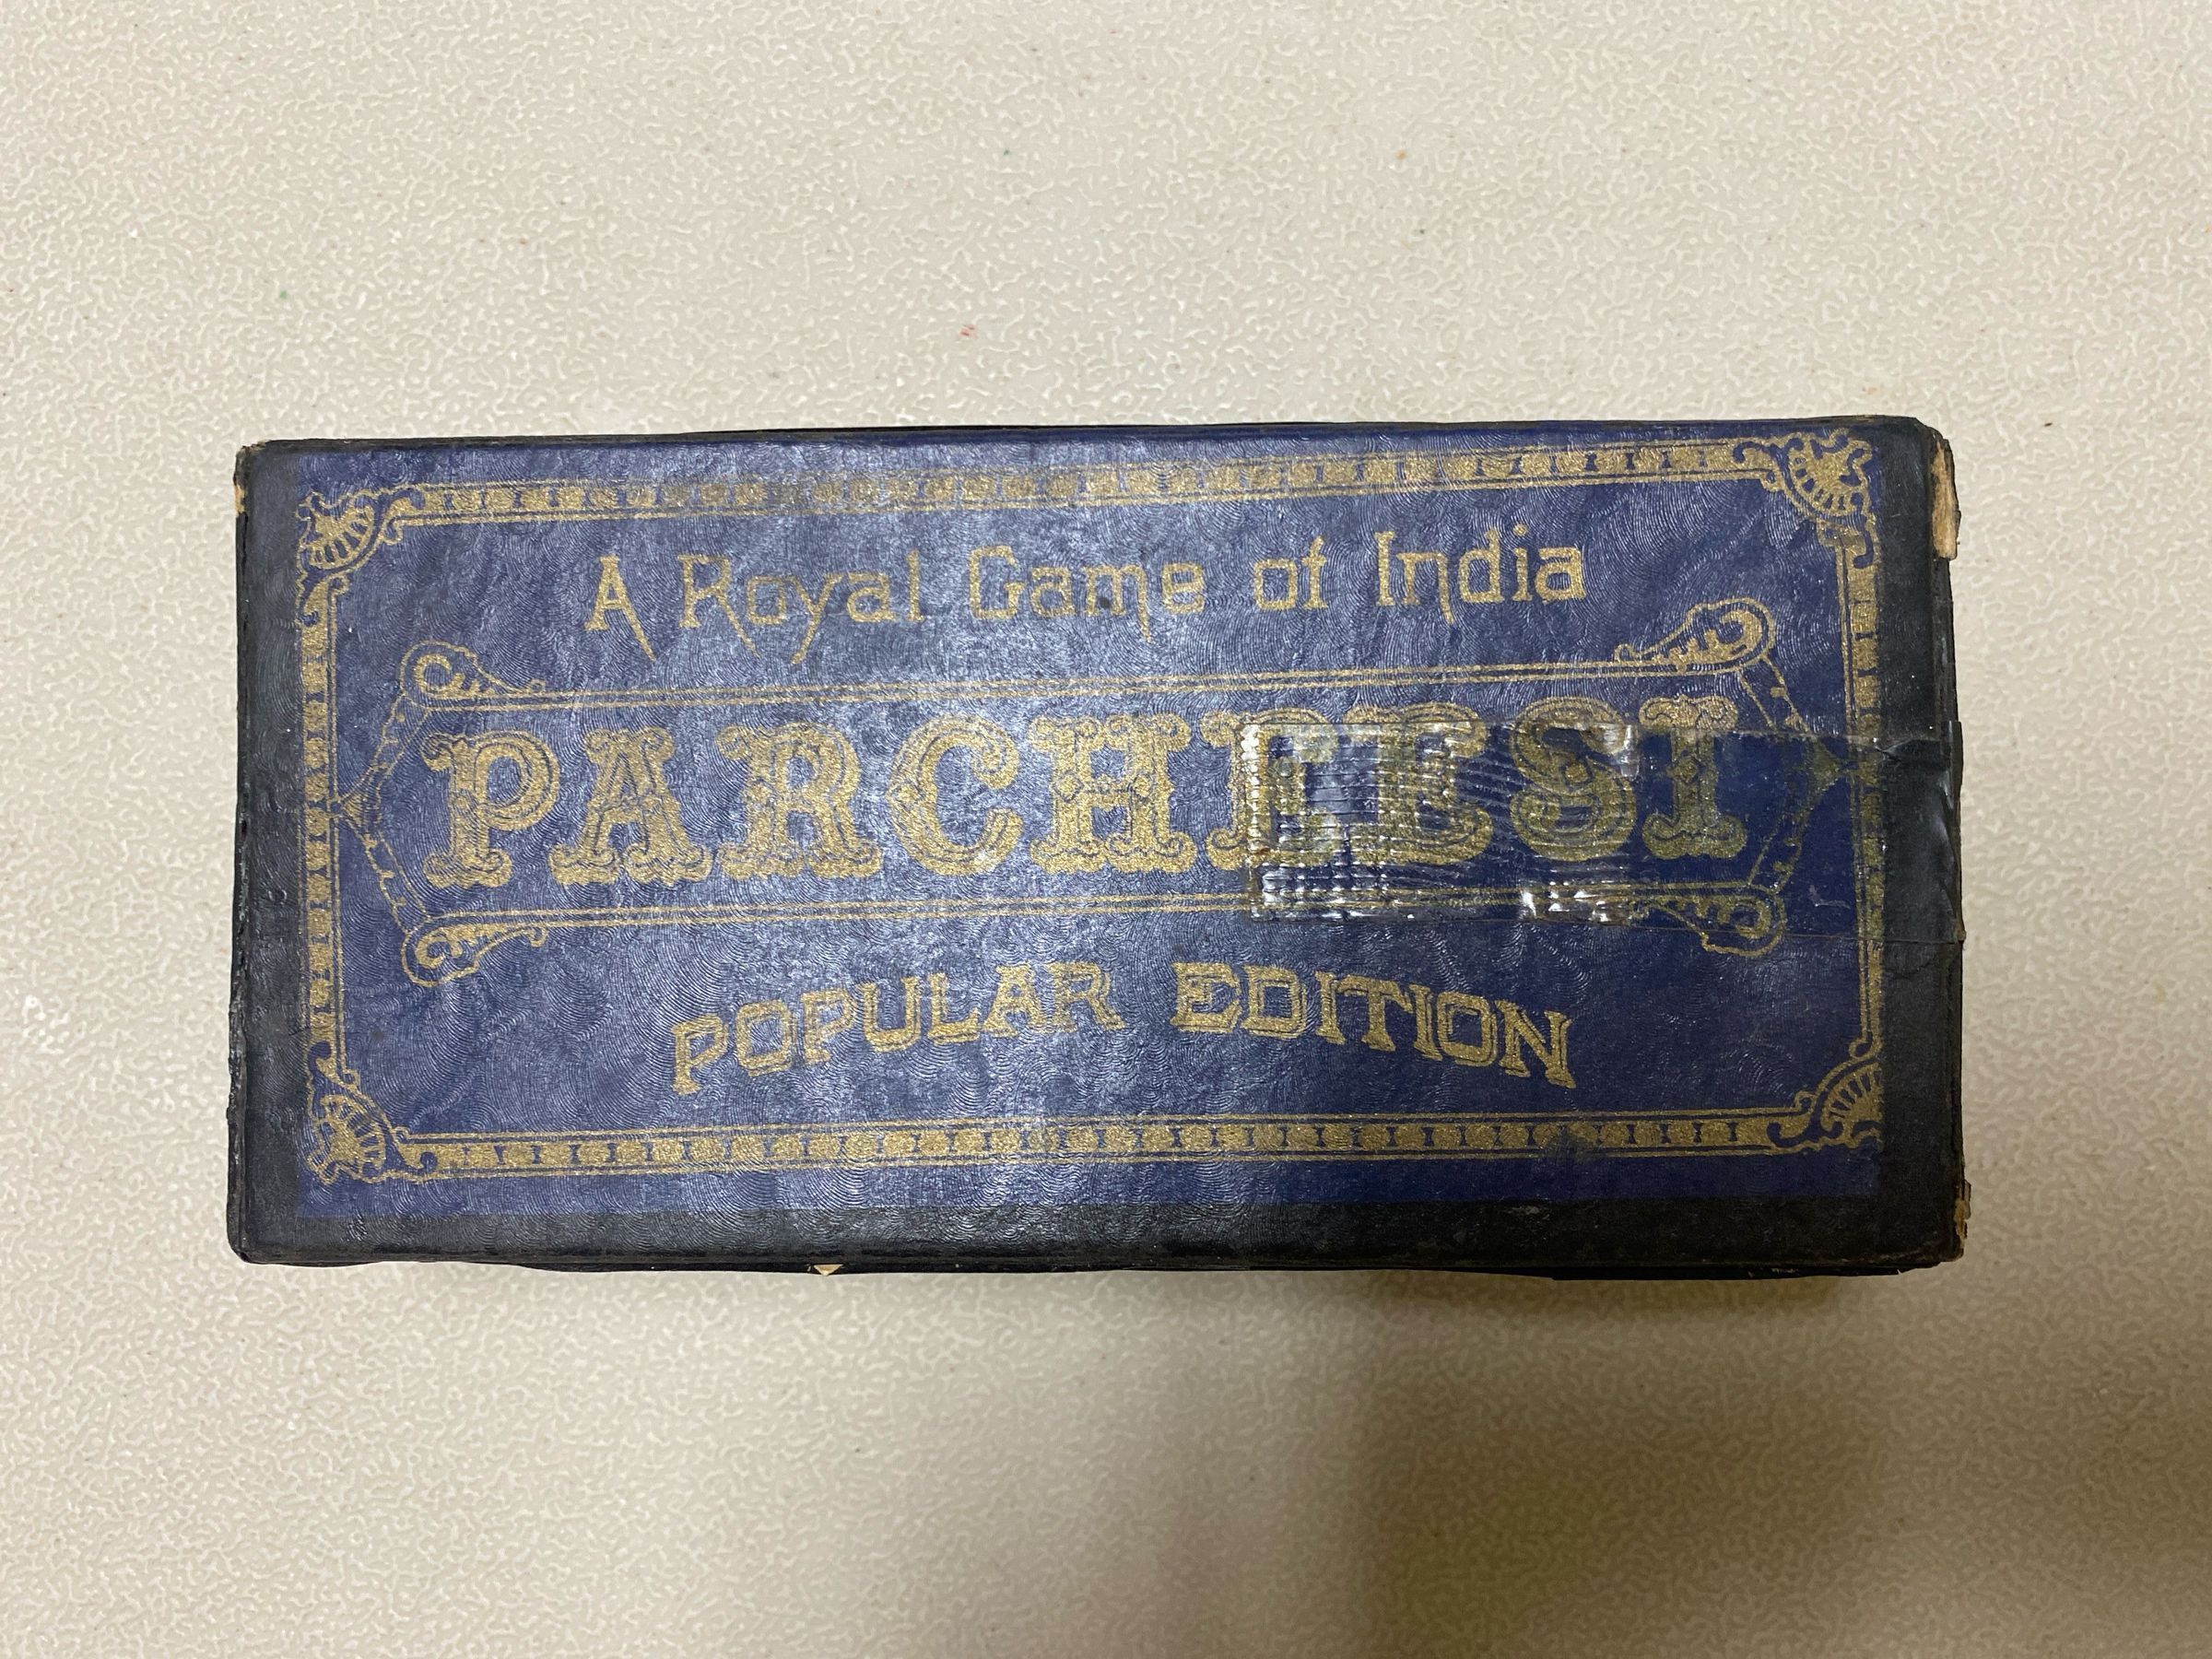 A Royal Game of India
PARCHEESI
POPULAR EDITION